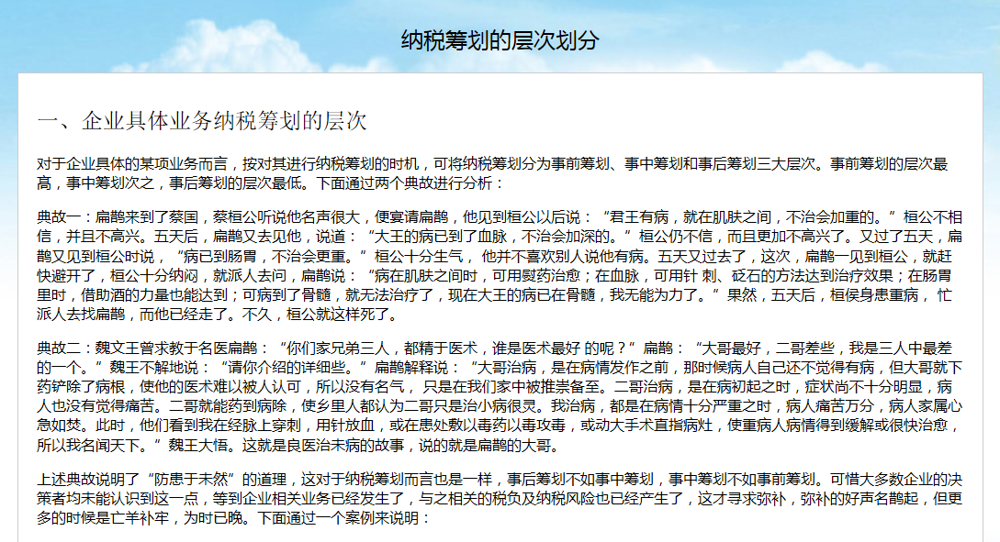 纳税筹划的层次划分
一、企业具体业务纳税筹划的层次
对于企业具体的某项业务而言，按对其进行纳税筹划的时机，可将纳税筹划分为事前筹划、事中筹划和事后筹划三大层次。事前筹划的层次最
高，事中筹划次之，事后筹划的层次最低。下面通过两个典故进行分析：
典故一：扁鹊来到了蔡国，蔡桓公听说他名声很大，便宴请扁鹊，他见到桓公以后说：“君王有病，就在肌肤之间，不治会加重的。”桓公不相
信，并且不高兴。五天后，扁鹊又去见他，说道：“大王的病已到了血脉，不治会加深的。”桓公仍不信，而且更加不高兴了。又过了五天，扁
鹊又见到桓公时说，“病已到肠胃，不治会更重。”桓公十分生气， 他并不喜欢别人说他有病。五天又过去了，这次，扁鹊一见到桓公，就赶
快避开了，桓公十分纳闷，就派人去问，扁鹊说：“病在肌肤之间时，可用熨药治愈；在血脉，可用针 刺、砭石的方法达到治疗效果；在肠胃
里时，借助酒的力量也能达到；可病到了骨髓，就无法治疗了，现在大王的病已在骨髓，我无能为力了。”果然，五天后，桓侯身患重病， 忙
派人去找扁鹊，而他已经走了。不久，桓公就这样死了。
典故二：魏文王曾求教于名医扁鹊：“你们家兄弟三人，都精于医术，谁是医术最好 的呢？”扁鹊：“大哥最好，二哥差些，我是三人中最差
的一个。”魏王不解地说：“请你介绍的详细些。”扁鹊解释说：“大哥治病，是在病情发作之前，那时候病人自己还不觉得有病，但大哥就下
药铲除了病根，使他的医术难以被人认可，所以没有名气， 只是在我们家中被推崇备至。二哥治病，是在病初起之时，症状尚不十分明显，病
人也没有觉得痛苦。二哥就能药到病除，使乡里人都认为二哥只是治小病很灵。我治病，都是在病情十分严重之时，病人痛苦万分，病人家属心
急如焚。此时，他们看到我在经脉上穿刺，用针放血，或在患处敷以毒药以毒攻毒，或动大手术直指病灶，使重病人病情得到缓解或很快治愈，
所以我名闻天下。”魏王大悟。这就是良医治未病的故事，说的就是扁鹊的大哥。
上述典故说明了“防患于未然”的道理，这对于纳税筹划而言也是一样，事后筹划不如事中筹划，事中筹划不如事前筹划。可惜大多数企业的决
策者均未能认识到这一点，等到企业相关业务已经发生了，与之相关的税负及纳税风险也已经产生了，这才寻求弥补，弥补的好声名鹊起，但更
多的时候是亡羊补牢，为时已晚。下面通过一个案例来说明：